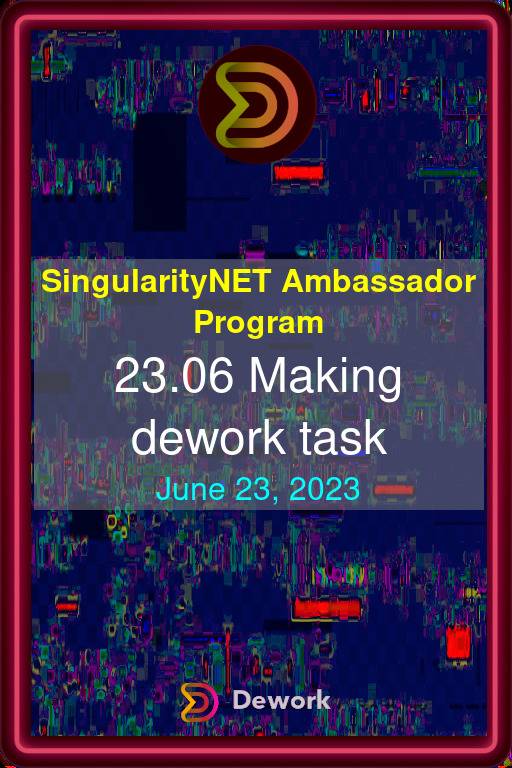 SingularityNET Ambassador
Program
23.06 Making
dework task
June 23, 2023
Dework